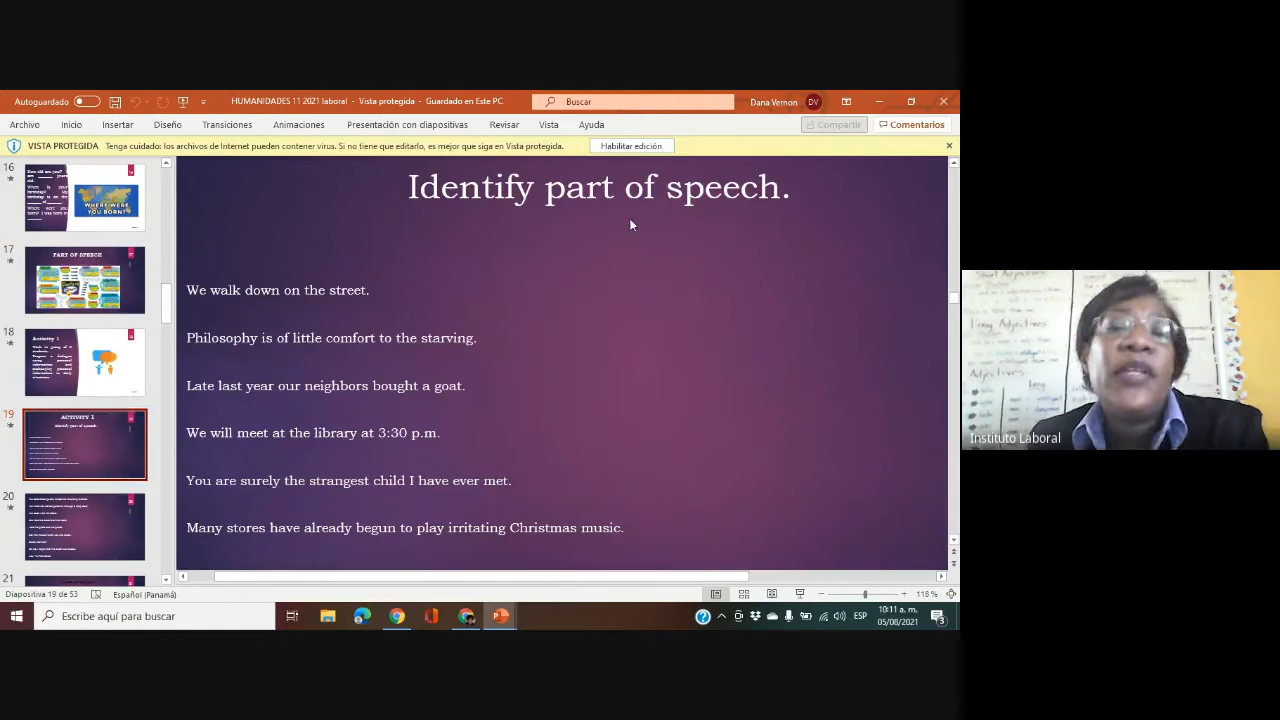 Autoguardado
HUMANIDADES 11 2021 laboral - Vista protegida - Guardado en Este PC
Buscar
Dana Vernon
DV
Archivo Inicio Insertar Diseño Transiciones Animaciones Presentación con diapositivas Revisar Vista Ayuda
Compartir
Comentarios
VISTA PROTEGIDA Tenga cuidado: los archivos de Internet pueden contener virus. Si no tiene que editarlo, es mejor que siga en Vista protegida.
Habilitar edición
16
WHERE WERE YOU BORN?
17
PART OF SPEECH
18
Activity 1
19
ACTIVITY 1
Identify part of speech.
20
21
Identify part of speech.
We walk down on the street.
Philosophy is of little comfort to the starving.
Late last year our neighbors bought a goat.
We will meet at the library at 3:30 p.m.
You are surely the strangest child I have ever met.
Many stores have already begun to play irritating Christmas music.
Short Adjectives
Long Adjectives
Adjectives
Long
Instituto Laboral
Diapositiva 19 de 53
Español (Panamá)
118 %
Escribe aquí para buscar
ESP
10:11 a. m.
05/08/2021
3